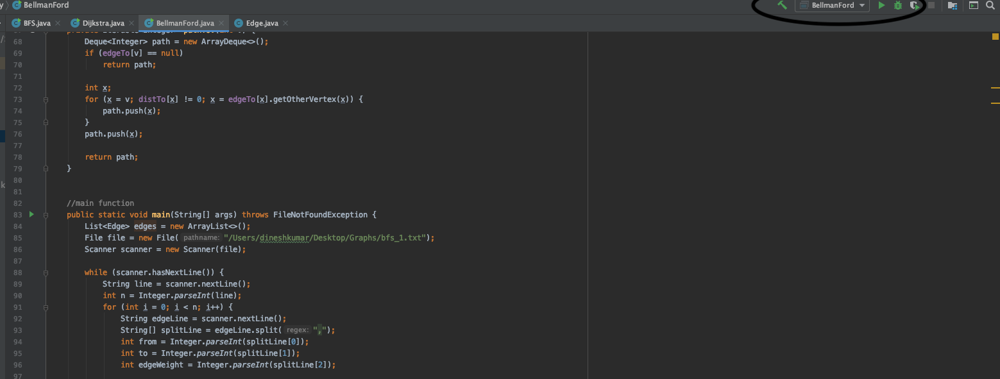 y BellmanFord
BellmanFord
BFS.java Dijkstra.java BellmanFord.java Edge.java
68 Deque<Integer> path = new ArrayDeque<>();
69 if (edgeTo[v] == null)
70 return path;
71
72 int x;
73 for (x = v; distTo[x] != 0; x = edgeTo[x].getOtherVertex(x)) {
74 path.push(x);
75 }
76 path.push(x);
77
78 return path;
79 }
80
81
82 //main function
83 public static void main(String[] args) throws FileNotFoundException {
84 List<Edge> edges = new ArrayList<>();
85 File file = new File( pathname: "/Users/dineshkumar/Desktop/Graphs/bfs_1.txt");
86 Scanner scanner = new Scanner(file);
87
88 while (scanner.hasNextLine()) {
89 String line = scanner.nextLine();
90 int n = Integer.parseInt(line);
91 for (int i = 0; i < n; i++) {
92 String edgeLine = scanner.nextLine();
93 String[] splitLine = edgeLine.split( regex: ",");
94 int from = Integer.parseInt(splitLine[0]);
95 int to = Integer.parseInt(splitLine[1]);
96 int edgeWeight = Integer.parseInt(splitLine[2]);
97